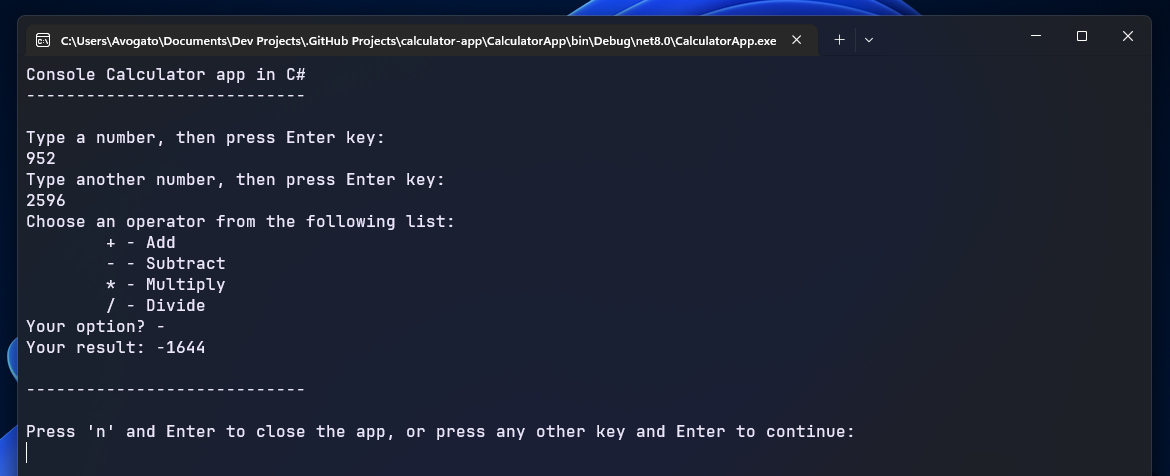 C:\Users\Avogato\Documents\Dev Projects\.GitHub Projects\calculator-app\CalculatorApp\bin\Debug\net8.0\CalculatorApp.exe
Console Calculator app in C#
----------------------------
Type a number, then press Enter key:
952
Type another number, then press Enter key:
2596
Choose an operator from the following list:
+ - Add
- - Subtract
* - Multiply
/ - Divide
Your option? -
Your result: -1644
----------------------------
Press 'n' and Enter to close the app, or press any other key and Enter to continue: